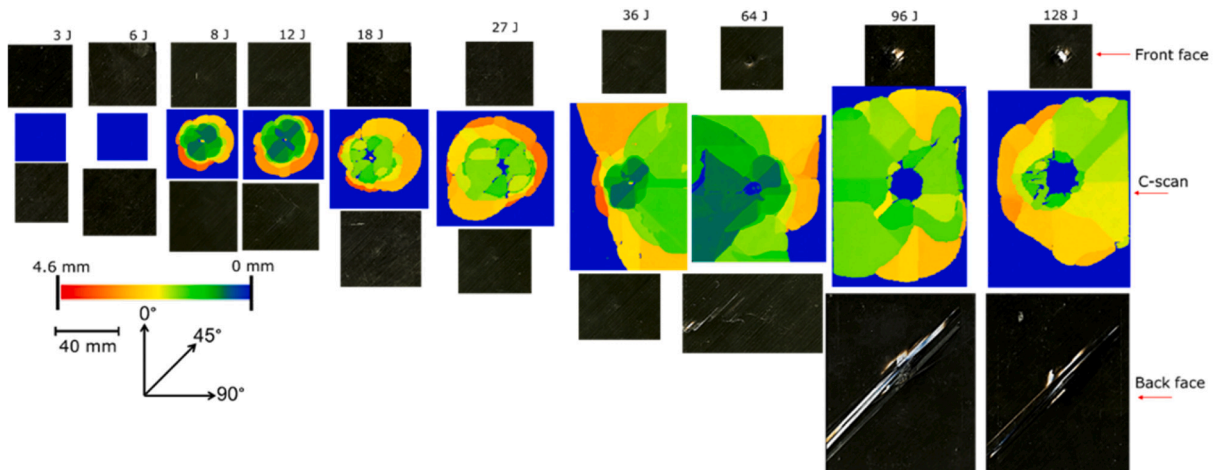 3 J
6 J
8 J
12 J
18 J
27 J
36 J
64 J
96 J
128 J
Front face
C-scan
4.6 mm
0 mm
40 mm
0°
45°
90°
Back face